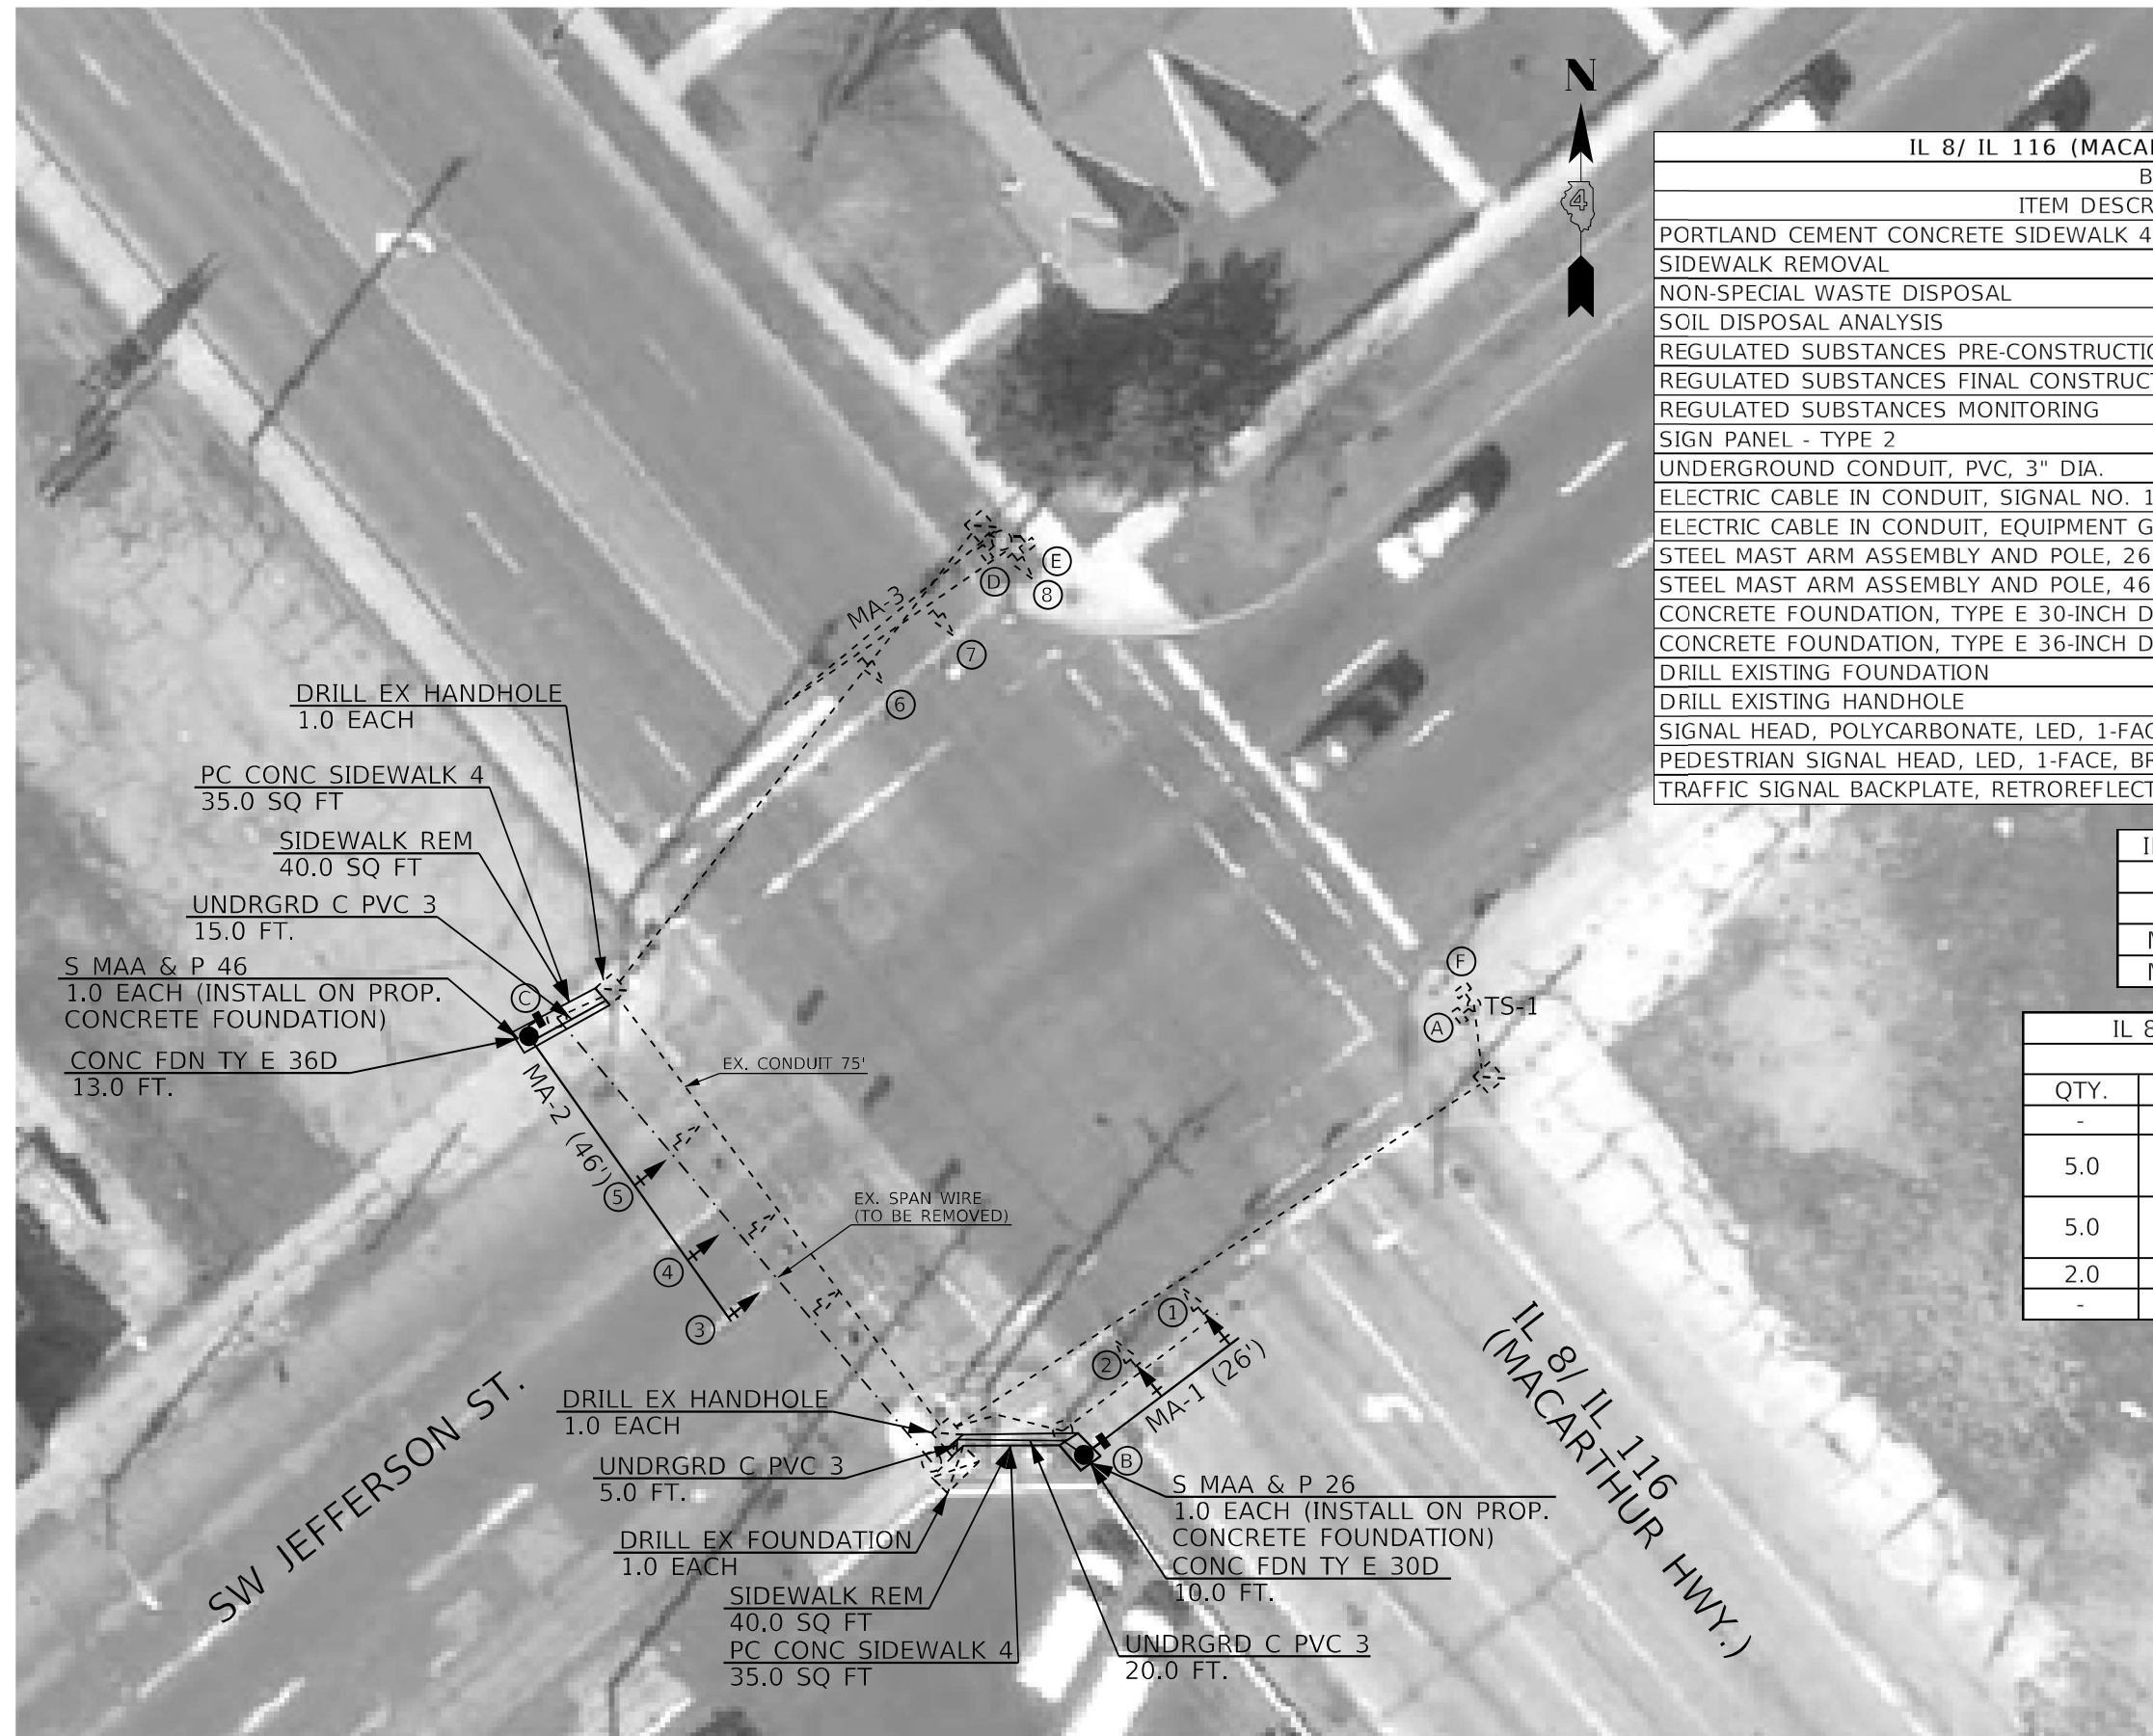 N
4
IL 8/ IL 116 (MACA
B
ITEM DESCR
PORTLAND CEMENT CONCRETE SIDEWALK 4
SIDEWALK REMOVAL
NON-SPECIAL WASTE DISPOSAL
SOIL DISPOSAL ANALYSIS
REGULATED SUBSTANCES PRE-CONSTRUCTIO
REGULATED SUBSTANCES FINAL CONSTRUC
REGULATED SUBSTANCES MONITORING
SIGN PANEL - TYPE 2
UNDERGROUND CONDUIT, PVC, 3" DIA.
ELECTRIC CABLE IN CONDUIT, SIGNAL NO. 1
ELECTRIC CABLE IN CONDUIT, EQUIPMENT G
STEEL MAST ARM ASSEMBLY AND POLE, 26
STEEL MAST ARM ASSEMBLY AND POLE, 46
CONCRETE FOUNDATION, TYPE E 30-INCH D
CONCRETE FOUNDATION, TYPE E 36-INCH D
DRILL EXISTING FOUNDATION
DRILL EXISTING HANDHOLE
SIGNAL HEAD, POLYCARBONATE, LED, 1-FAC
PEDESTRIAN SIGNAL HEAD, LED, 1-FACE, BR
TRAFFIC SIGNAL BACKPLATE, RETROREFLECT
IL 8
QTY.
-
5.0
5.0
2.0
-
E
D
8
MA-3
7
6
DRILL EX HANDHOLE
1.0 EACH
PC CONC SIDEWALK 4
35.0 SQ FT
SIDEWALK REM
40.0 SQ FT
UNDRGRD C PVC 3
15.0 FT.
S MAA & P 46
1.0 EACH (INSTALL ON PROP.
CONCRETE FOUNDATION)
CONC FDN TY E 36D
13.0 FT.
C
F
A
TS-1
EX. CONDUIT 75'
MA-2 (46')
5
4
3
EX. SPAN WIRE
(TO BE REMOVED)
1
2
MA-1 (26')
B
SW JEFFERSON ST.
IL 8/ IL 116
(MACARTHUR HWY.)
DRILL EX HANDHOLE
1.0 EACH
UNDRGRD C PVC 3
5.0 FT.
DRILL EX FOUNDATION
1.0 EACH
SIDEWALK REM
40.0 SQ FT
PC CONC SIDEWALK 4
35.0 SQ FT
S MAA & P 26
1.0 EACH (INSTALL ON PROP.
CONCRETE FOUNDATION)
CONC FDN TY E 30D
10.0 FT.
UNDRGRD C PVC 3
20.0 FT.